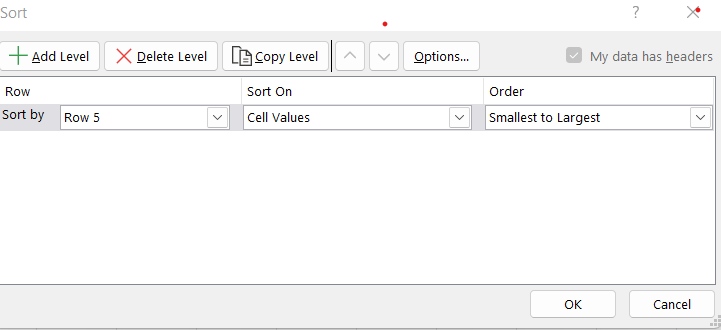 Sort ?
Add Level Delete Level Copy Level Options... My data has headers
Row Sort On Order
Sort by Row 5 Cell Values Smallest to Largest
OK Cancel